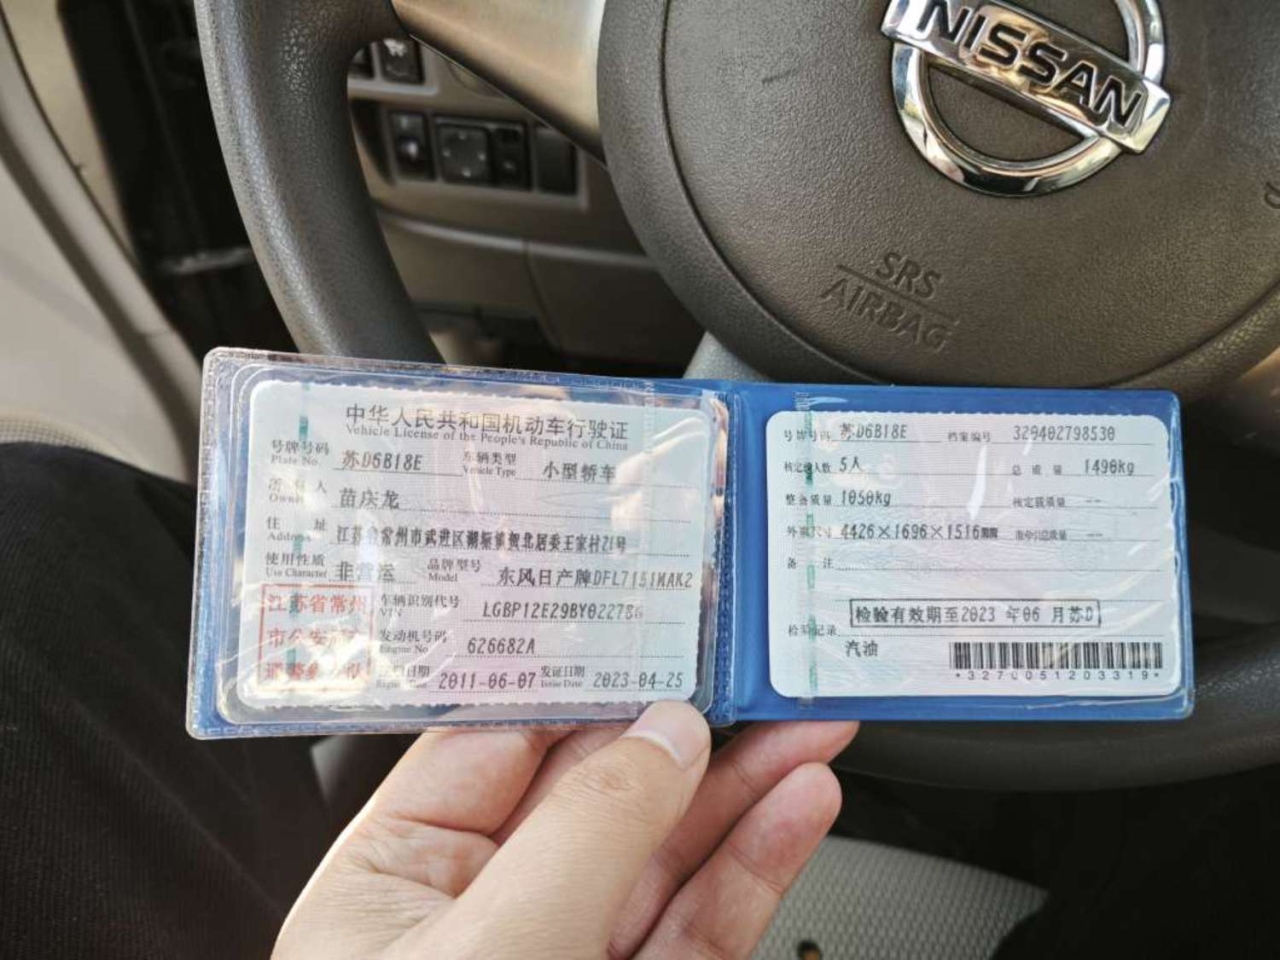 NISSAN
SRS
AIRBAG
中华人民共和国机动车行驶证
Vehicle License of the People's Republic of China
号牌号码 苏D6B18E 车辆类型 小型轿车
Plate No. Vehicle Type
所有人 苗庆龙
Owner
住址 江苏省常州市武进区湖塘镇 北居委王家村21号
Address
使用性质 非营运 品牌型号 东风日产牌DFL7151MAK2
Use Character Model
江苏省常州 车辆识别代号 LGBP12E29BY02278
市公安局 VIN
发动机号码 626682A
Engine No.
注册日期 2011-06-07 发证日期 2023-04-25
Issue Date
号牌号码 苏D6B18E 档案编号 320402798530
核定载人数 5人 总质量 1490kg
整备质量 1050kg 核定载质量 --
外廓尺寸 4426×1696×1516mm 准牵引总质量 --
备注
检验有效期至2023 年06 月苏D
检验记录
汽油
*3270051203319*